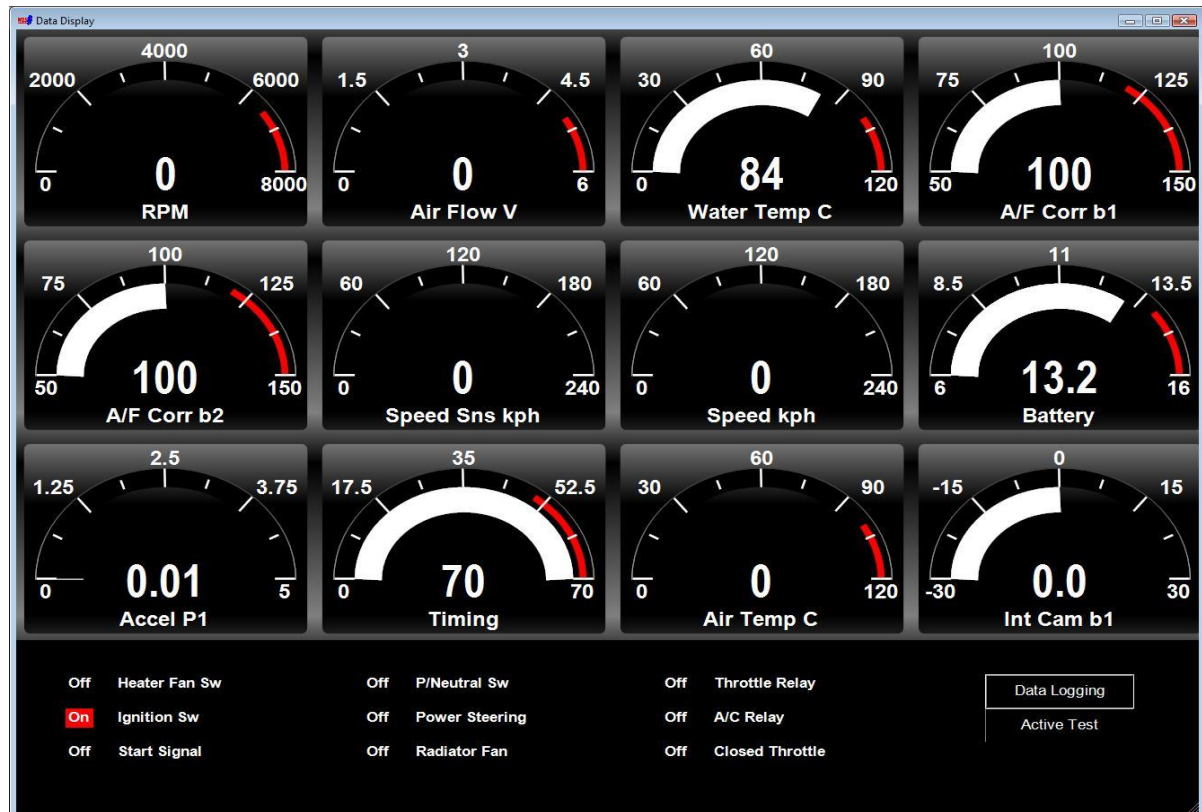 Data Display
4000
2000 6000
0 0 8000
RPM
3
1.5 4.5
0 0 6
Air Flow V
60
30 90
0 84 120
Water Temp C
100
75 125
50 100 150
A/F Corr b1
100
75 125
50 100 150
A/F Corr b2
120
60 180
0 0 240
Speed Sns kph
120
60 180
0 0 240
Speed kph
11
8.5 13.5
6 13.2 16
Battery
2.5
1.25 3.75
0 0.01 5
Accel P1
35
17.5 52.5
0 70 70
Timing
60
30 90
0 0 120
Air Temp C
0
-15 15
-30 0.0 30
Int Cam b1
Off Heater Fan Sw Off P/Neutral Sw Off Throttle Relay Data Logging
On Ignition Sw Off Power Steering Off A/C Relay Active Test
Off Start Signal Off Radiator Fan Off Closed Throttle